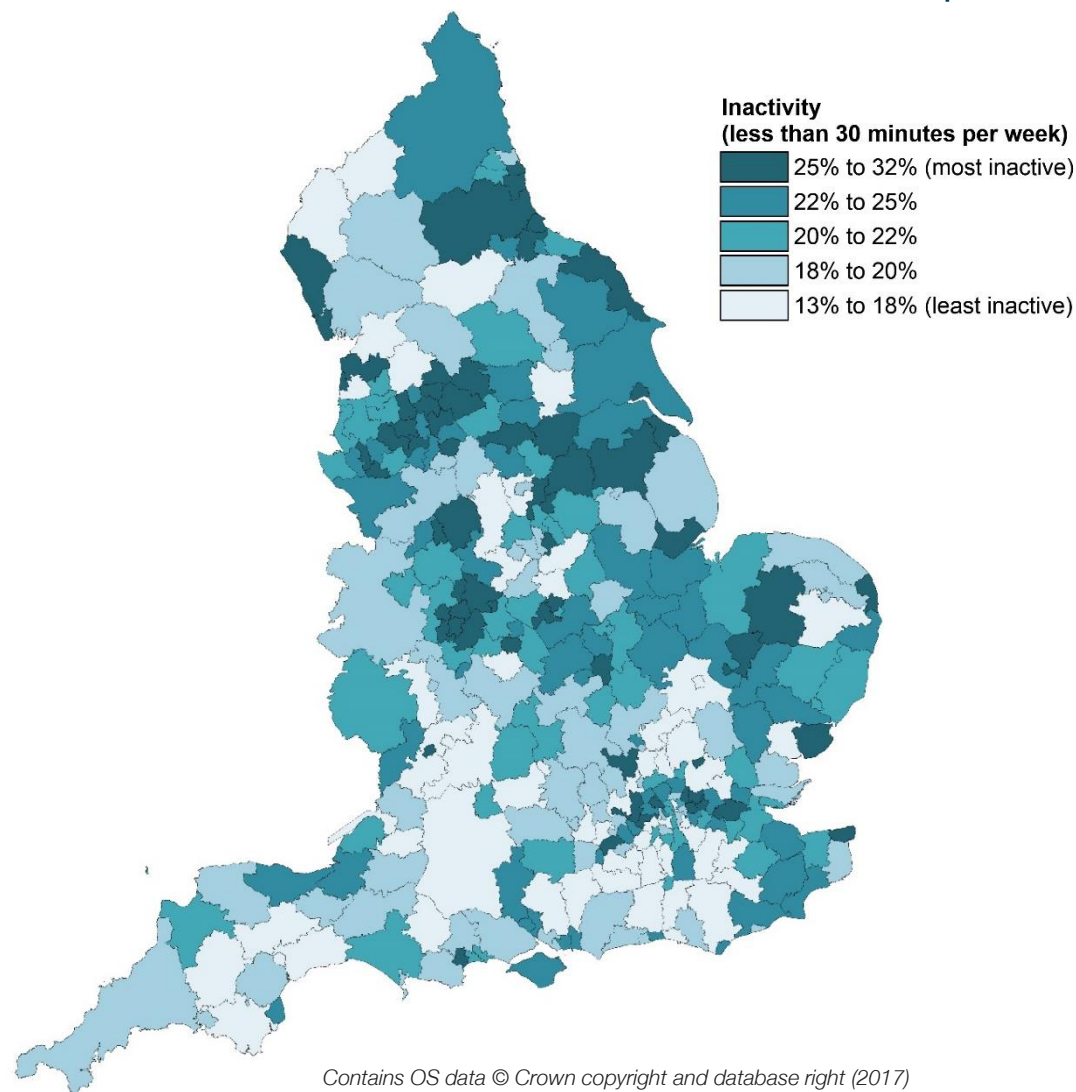 Inactivity
(less than 30 minutes per week)
25% to 32% (most inactive)
22% to 25%
20% to 22%
18% to 20%
13% to 18% (least inactive)
Contains OS data © Crown copyright and database right (2017)